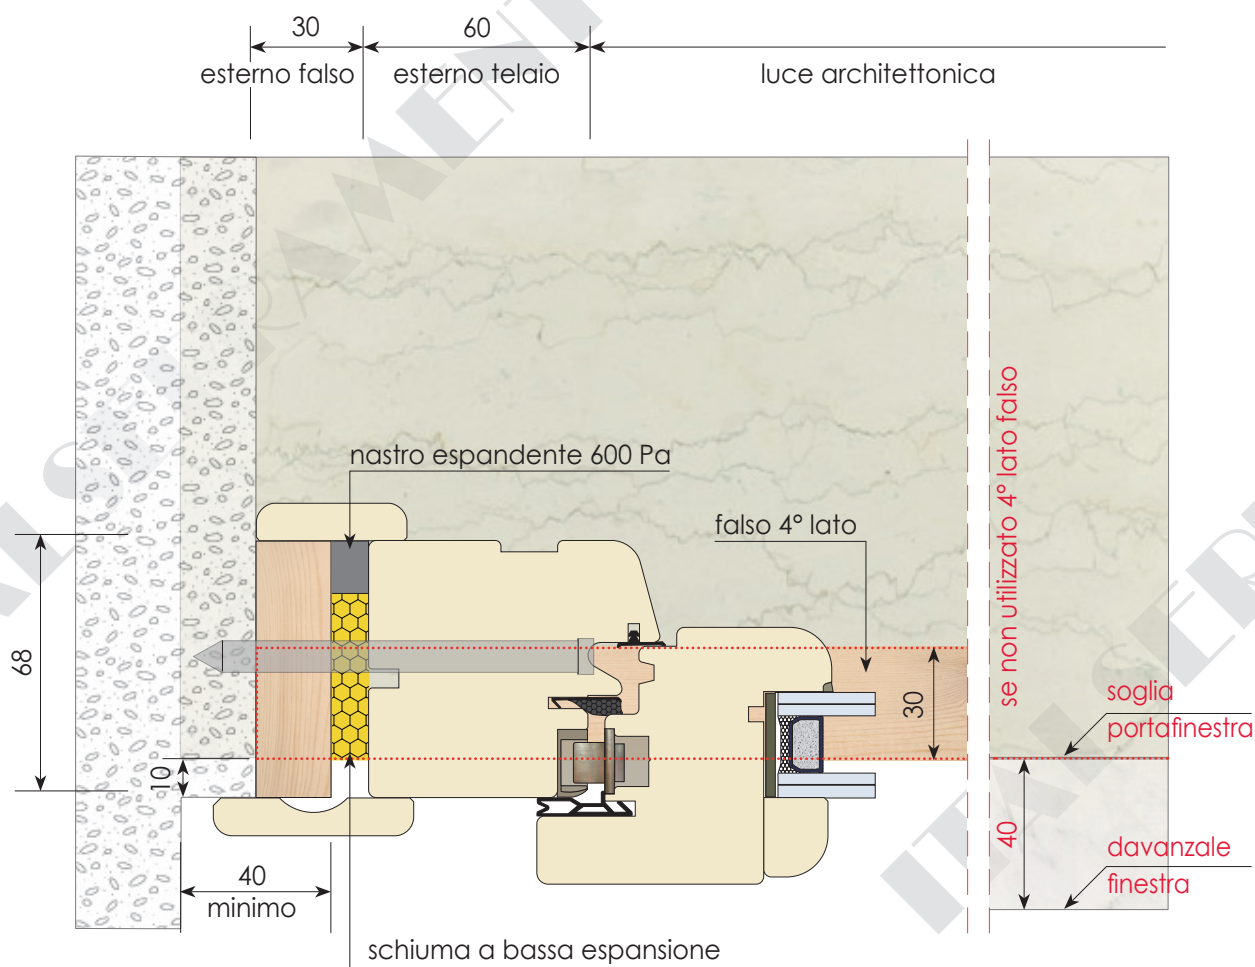 30
60
esterno falso
esterno telaio
luce architettonica
nastro espandente 600 Pa
falso 4° lato
se non utilizzato 4° lato falso
68
30
soglia
portafinestra
10
40
davanzale
finestra
40
minimo
schiuma a bassa espansione